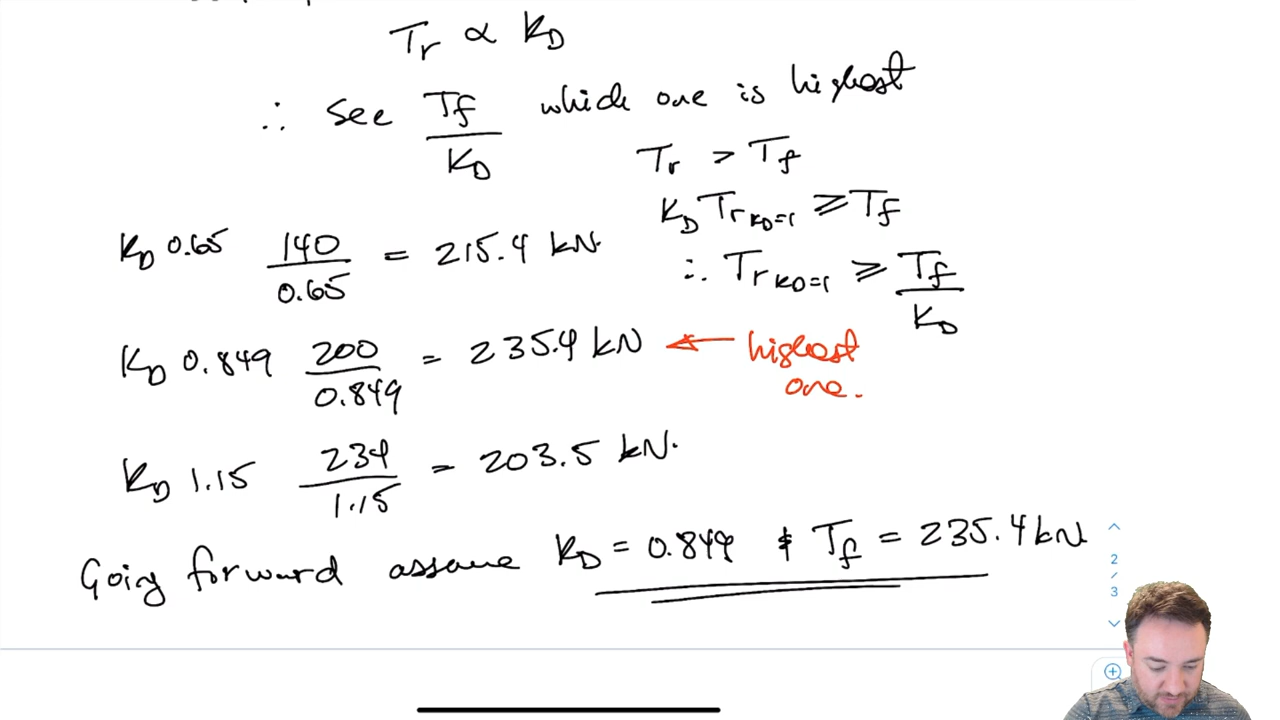 Tr ∝ KD
∴ See Tf/KD which one is highest
Tr > Tf
KD Tr KD=1 ≥ Tf
∴ Tr KD=1 ≥ Tf/KD
KD 0.65 140/0.65 = 215.4 kN.
KD 0.849 200/0.849 = 235.4 kN ← highest one.
KD 1.15 234/1.15 = 203.5 kN.
Going forward assume KD = 0.849 & Tf = 235.4 kN
2
/
3